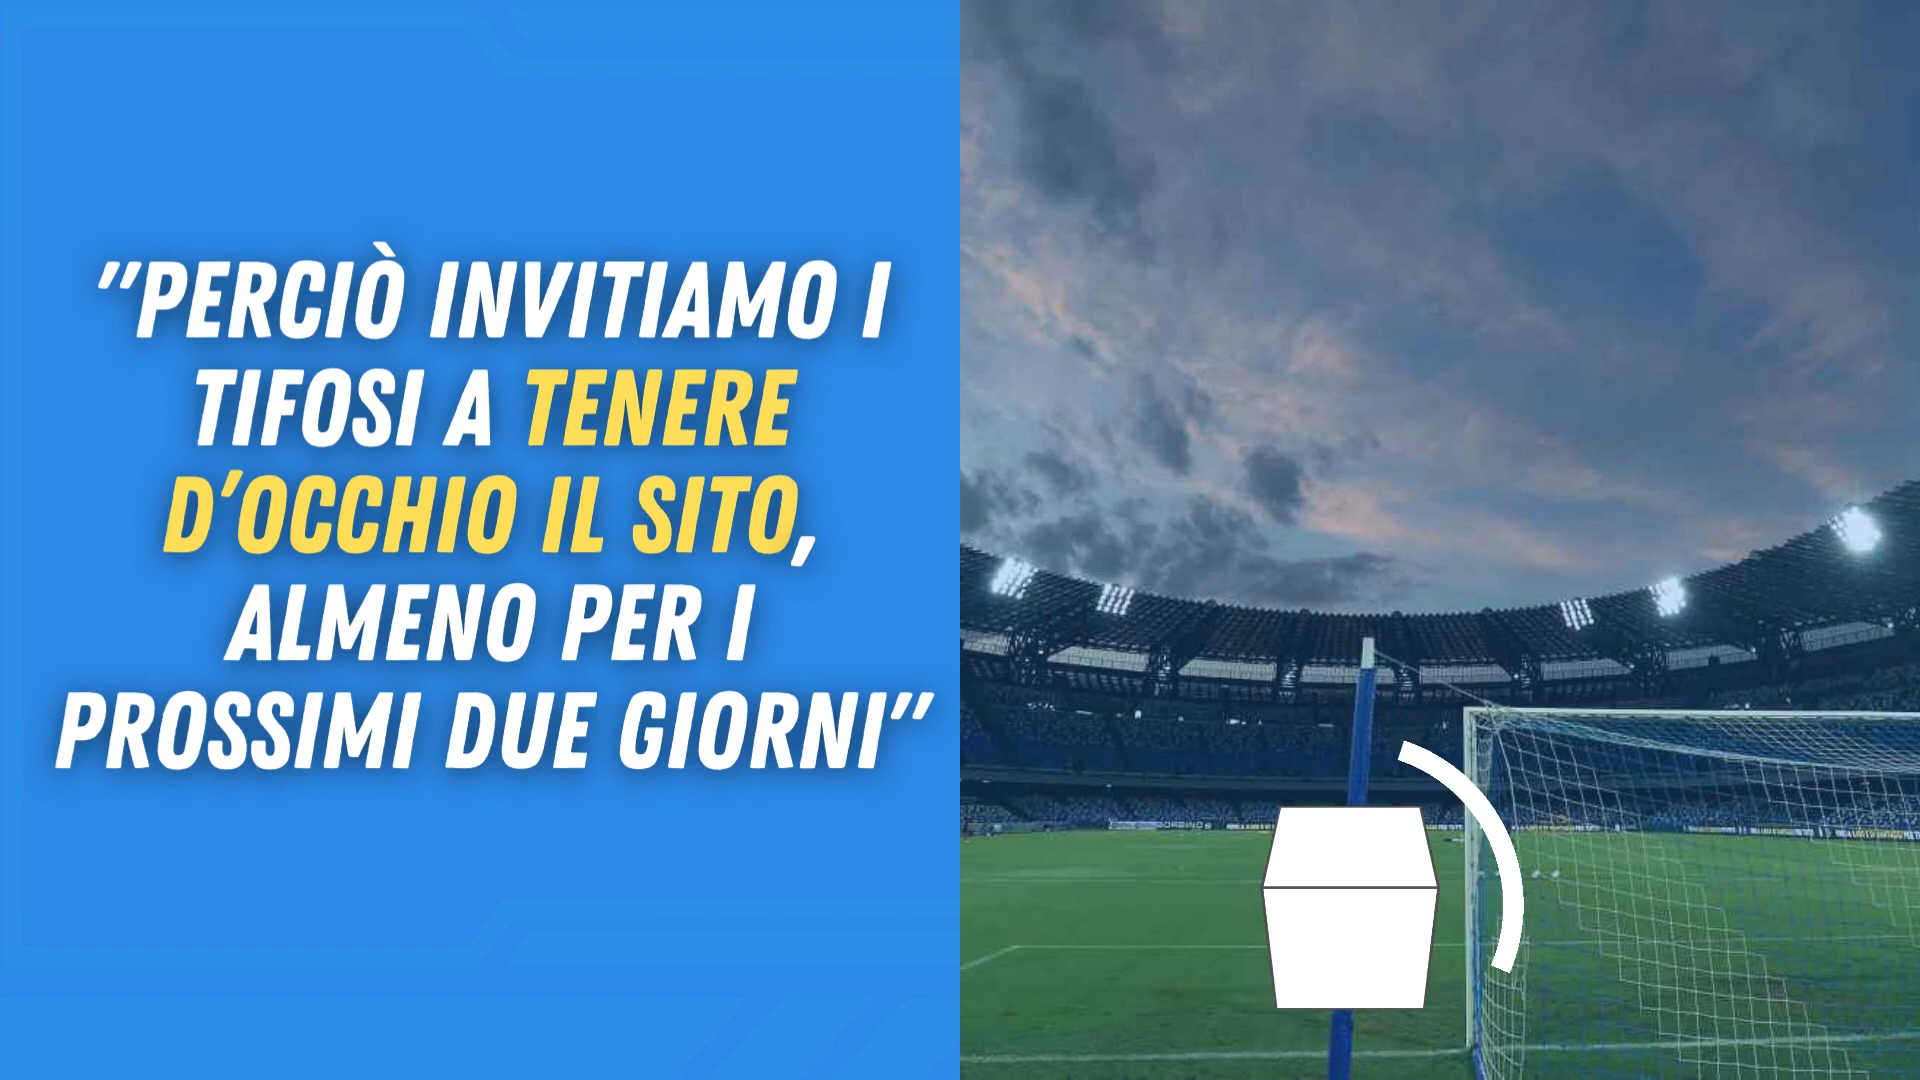 "PERCIÒ INVITIAMO I
TIFOSI A TENERE
D'OCCHIO IL SITO,
ALMENO PER I
PROSSIMI DUE GIORNI"